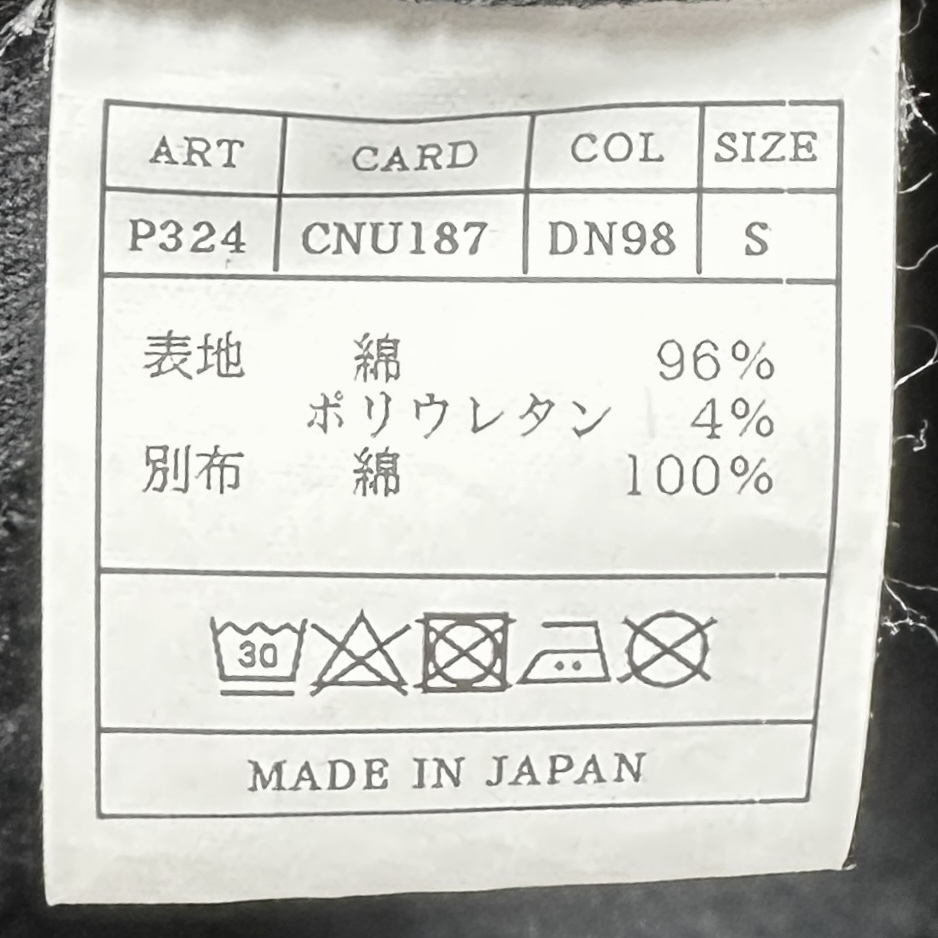 ART CARD COL SIZE
P324 CNU187 DN98 S
表地 綿 96%
ポリウレタン 4%
別布 綿 100%
30
MADE IN JAPAN